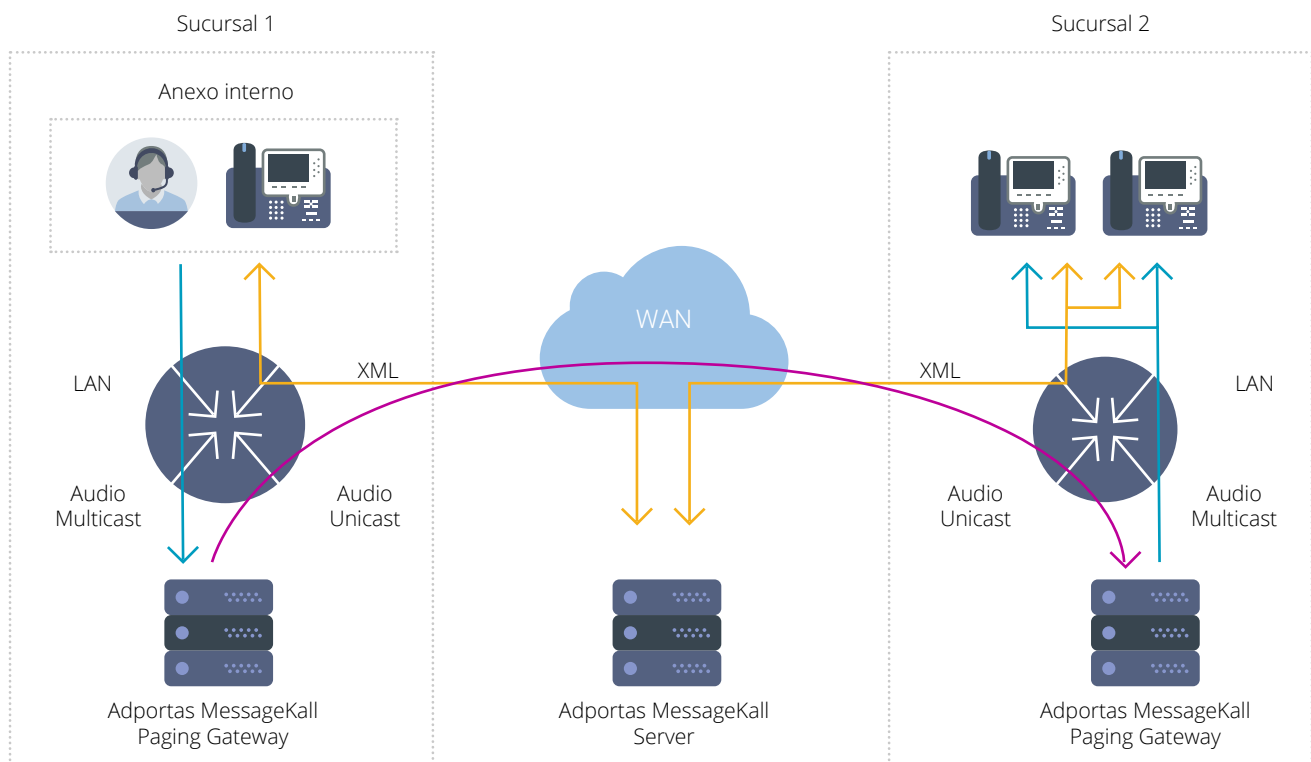 Sucursal 1
Sucursal 2
Anexo interno
WAN
LAN
XML
XML
LAN
Audio
Multicast
Audio
Unicast
Audio
Unicast
Audio
Multicast
Adportas MessageKall
Paging Gateway
Adportas MessageKall
Server
Adportas MessageKall
Paging Gateway